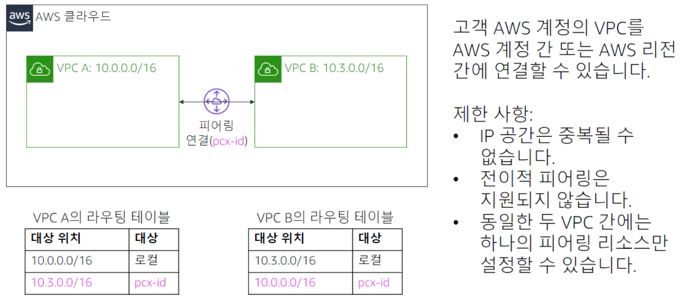 aws
AWS 클라우드
VPC A: 10.0.0.0/16
VPC B: 10.3.0.0/16
피어링
연결(pcx-id)
VPC A의 라우팅 테이블
대상 위치 대상
10.0.0.0/16 로컬
10.3.0.0/16 pcx-id
VPC B의 라우팅 테이블
대상 위치 대상
10.3.0.0/16 로컬
10.0.0.0/16 pcx-id
고객 AWS 계정의 VPC를
AWS 계정 간 또는 AWS 리전
간에 연결할 수 있습니다.
제한 사항:
• IP 공간은 중복될 수
없습니다.
• 전이적 피어링은
지원되지 않습니다.
• 동일한 두 VPC 간에는
하나의 피어링 리소스만
설정할 수 있습니다.